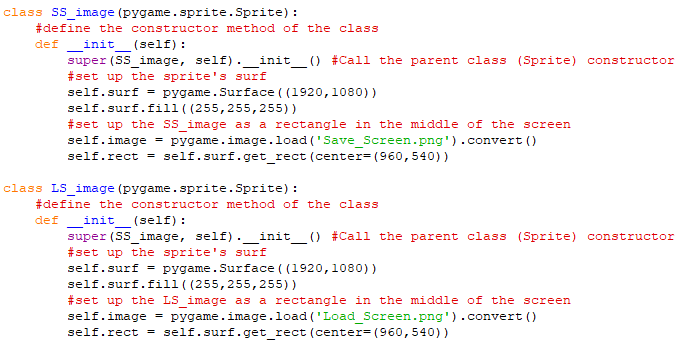 class SS_image(pygame.sprite.Sprite):
    #define the constructor method of the class
    def __init__(self):
        super(SS_image, self).__init__() #Call the parent class (Sprite) constructor
        #set up the sprite's surf
        self.surf = pygame.Surface((1920,1080))
        self.surf.fill((255,255,255))
        #set up the SS_image as a rectangle in the middle of the screen
        self.image = pygame.image.load('Save_Screen.png').convert()
        self.rect = self.surf.get_rect(center=(960,540))

class LS_image(pygame.sprite.Sprite):
    #define the constructor method of the class
    def __init__(self):
        super(SS_image, self).__init__() #Call the parent class (Sprite) constructor
        #set up the sprite's surf
        self.surf = pygame.Surface((1920,1080))
        self.surf.fill((255,255,255))
        #set up the LS_image as a rectangle in the middle of the screen
        self.image = pygame.image.load('Load_Screen.png').convert()
        self.rect = self.surf.get_rect(center=(960,540))